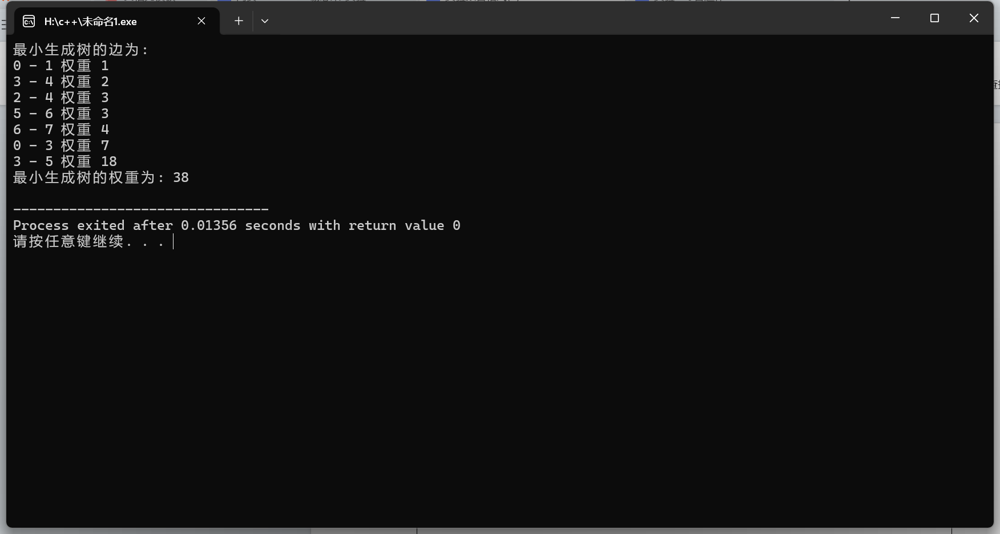 H:\c++\未命名1.exe
最小生成树的边为:
0 - 1 权重 1
3 - 4 权重 2
2 - 4 权重 3
5 - 6 权重 3
6 - 7 权重 4
0 - 3 权重 7
3 - 5 权重 18
最小生成树的权重为: 38
--------------------------------
Process exited after 0.01356 seconds with return value 0
请按任意键继续. . .